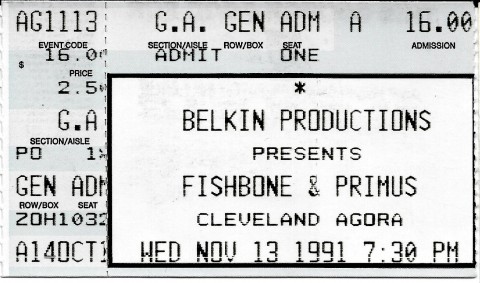 AG1113 G.A. GEN ADM A 16.00
EVENT CODE SECTION/AISLE ROW/BOX SEAT ADMISSION
$ 16.00 ADMIT ONE
PRICE
2.50 *
G.A BELKIN PRODUCTIONS
SECTION/AISLE
PO PRESENTS
GEN ADM FISHBONE & PRIMUS
ROW/BOX SEAT
ZOH1032 CLEVELAND AGORA
A14OCT1 WED NOV 13 1991 7:30 PM